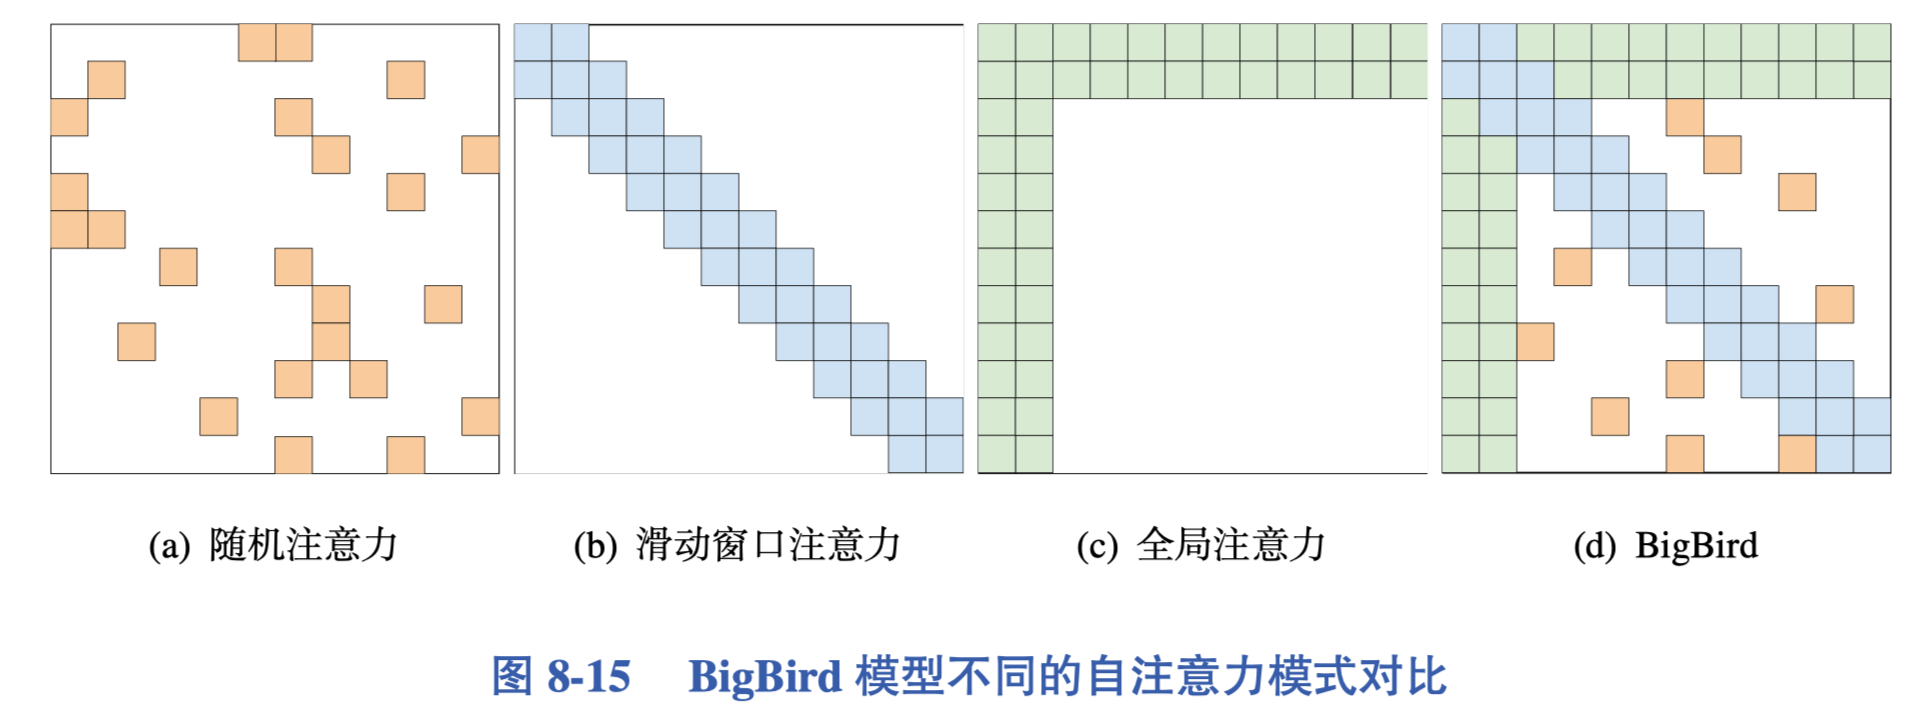 (a) 随机注意力
(b) 滑动窗口注意力
(c) 全局注意力
(d) BigBird
图 8-15 BigBird 模型不同的自注意力模式对比